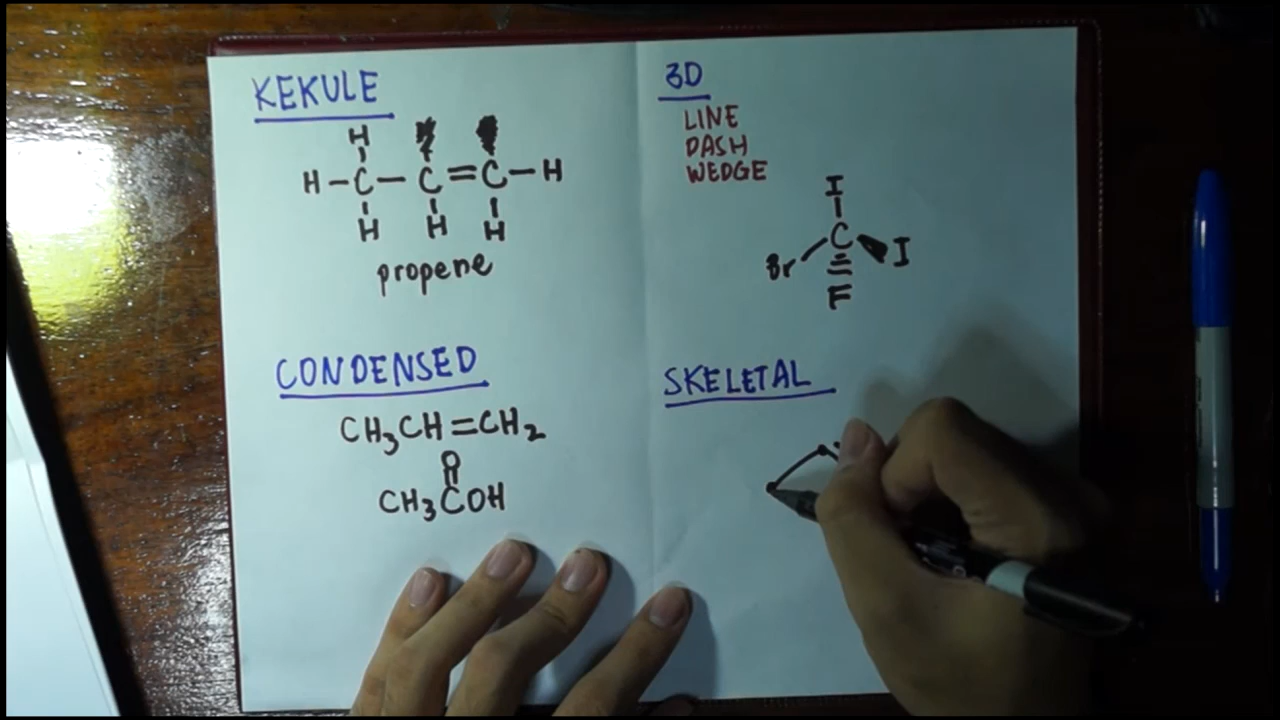 KEKULE
H
H-C-C=C-H
H H H
propene
3D
LINE
DASH
WEDGE
I
C
Br I
F
CONDENSED
CH₃CH=CH₂
O
CH₃COH
SKELETAL